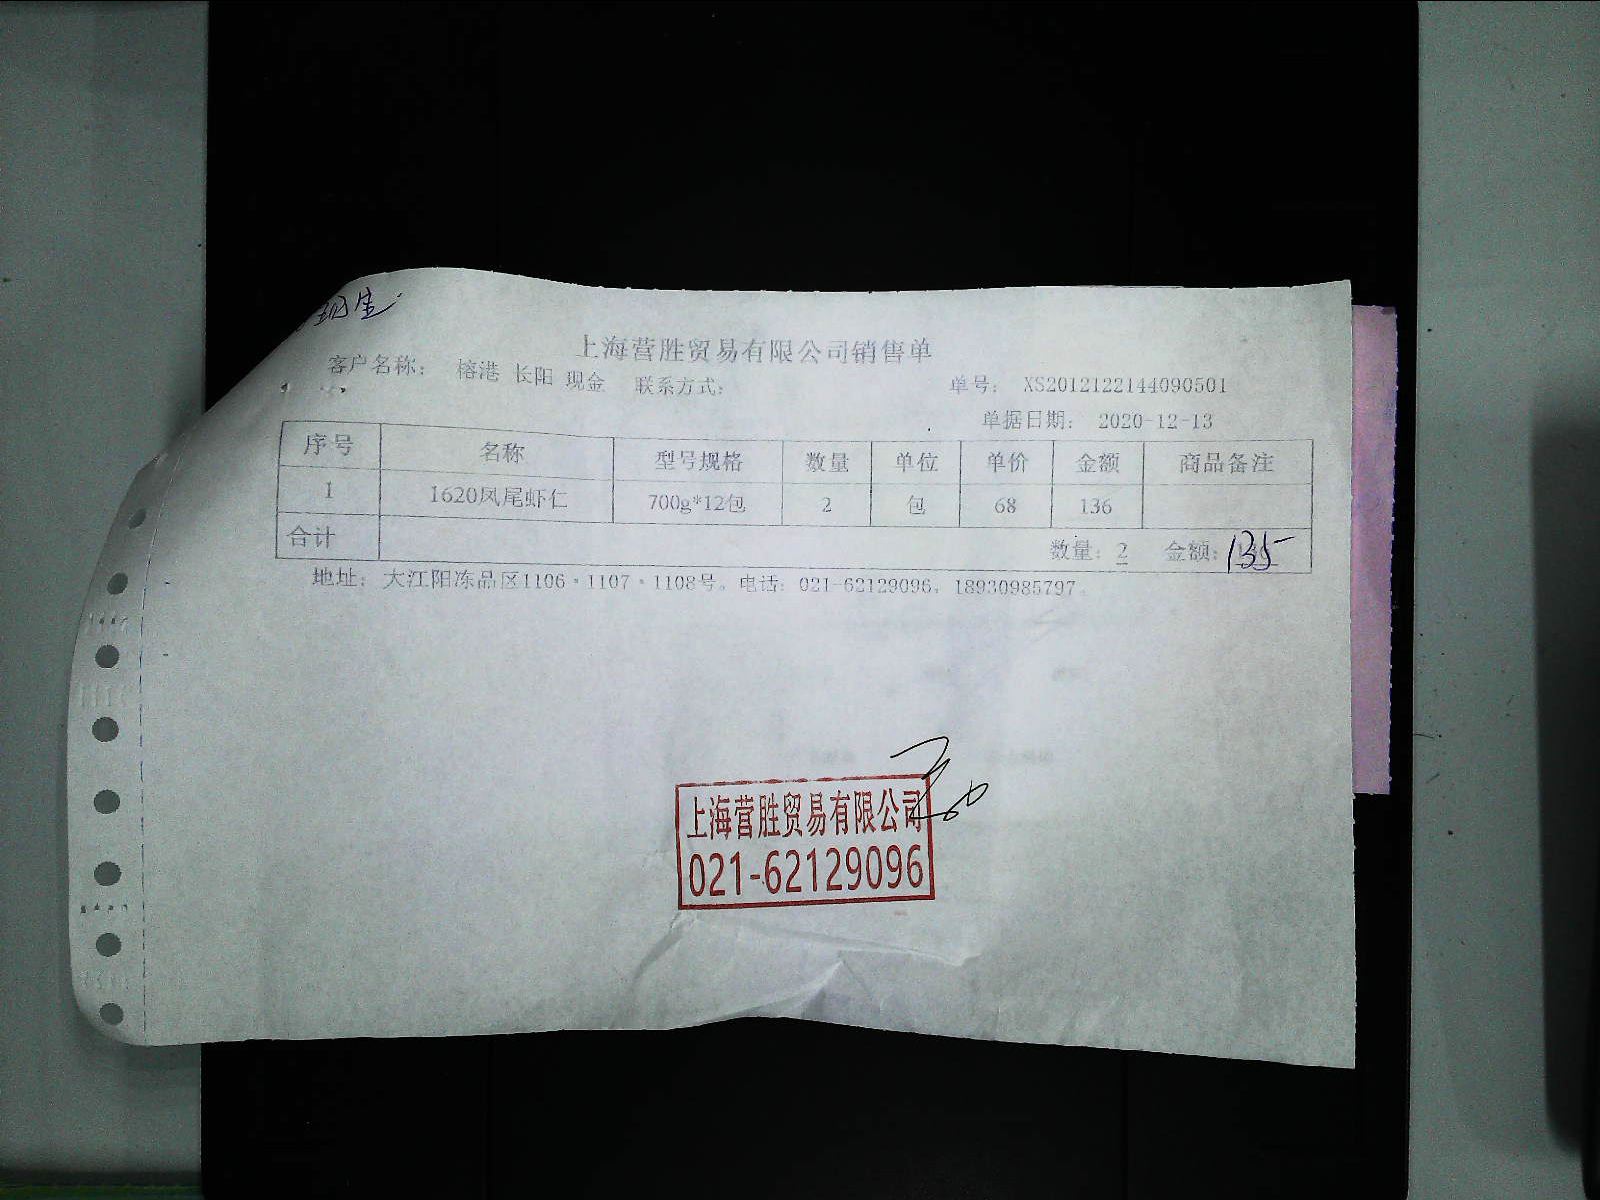 现金
上海营胜贸易有限公司销售单
客户名称： 榕港 长阳 现金 联系方式： 单号： XS2012122144090501
单据日期： 2020-12-13
序号 名称 型号规格 数量 单位 单价 金额 商品备注
1 1620凤尾虾仁 700g*12包 2 包 68 136
合计 数量：2 金额：135
地址： 大江阳冻品区1106·1107·1108号。电话：021-62129096，18930985797
上海营胜贸易有限公司
021-62129096